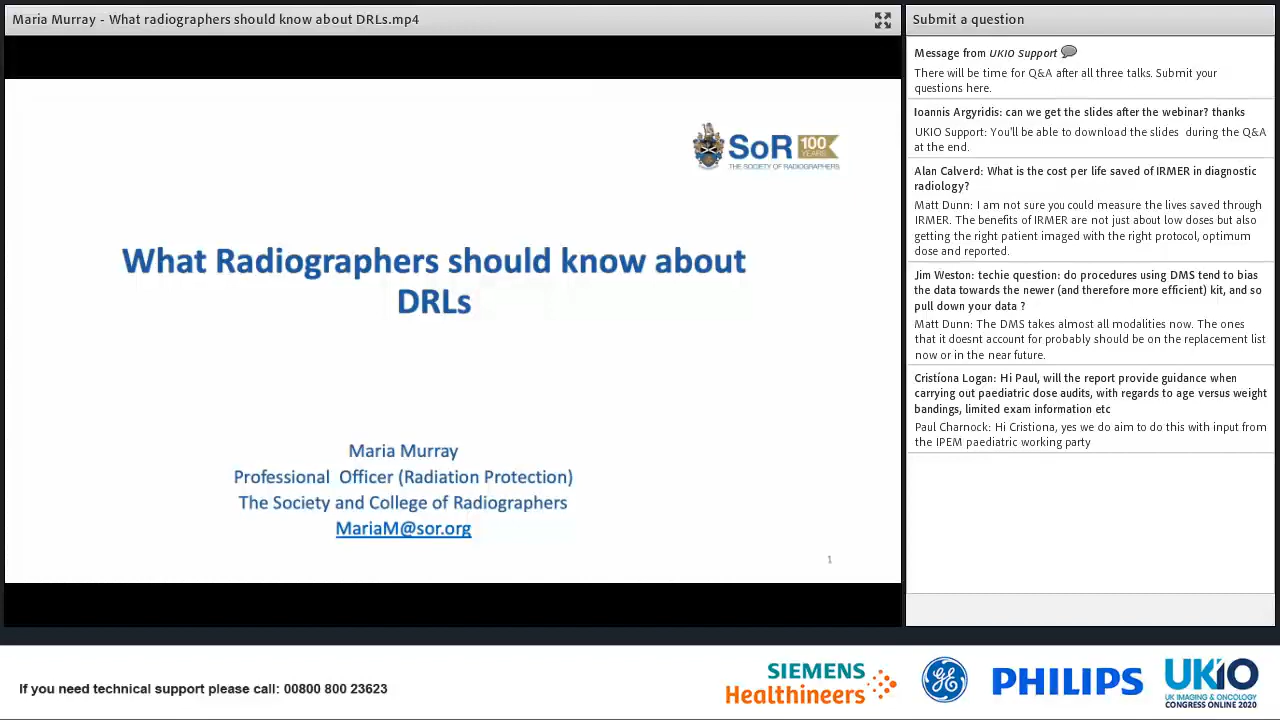 Maria Murray - What radiographers should know about DRLs.mp4
SoR 100 YEARS
THE SOCIETY OF RADIOGRAPHERS
What Radiographers should know about
DRLs
Maria Murray
Professional Officer (Radiation Protection)
The Society and College of Radiographers
MariaM@sor.org
1
Submit a question
Message from UKIO Support
There will be time for Q&A after all three talks. Submit your
questions here.
Ioannis Argyridis: can we get the slides after the webinar? thanks
UKIO Support: You'll be able to download the slides during the Q&A
at the end.
Alan Calverd: What is the cost per life saved of IRMER in diagnostic
radiology?
Matt Dunn: I am not sure you could measure the lives saved through
IRMER. The benefits of IRMER are not just about low doses but also
getting the right patient imaged with the right protocol, optimum
dose and reported.
Jim Weston: techie question: do procedures using DMS tend to bias
the data towards the newer (and therefore more efficient) kit, and so
pull down your data ?
Matt Dunn: The DMS takes almost all modalities now. The ones
that it doesnt account for probably should be on the replacement list
now or in the near future.
Cristíona Logan: Hi Paul, will the report provide guidance when
carrying out paediatric dose audits, with regards to age versus weight
bandings, limited exam information etc
Paul Charnock: Hi Cristiona, yes we do aim to do this with input from
the IPEM paediatric working party
If you need technical support please call: 00800 800 23623
SIEMENS
Healthineers
GE
PHILIPS
UKIO
UK IMAGING & ONCOLOGY
CONGRESS ONLINE 2020